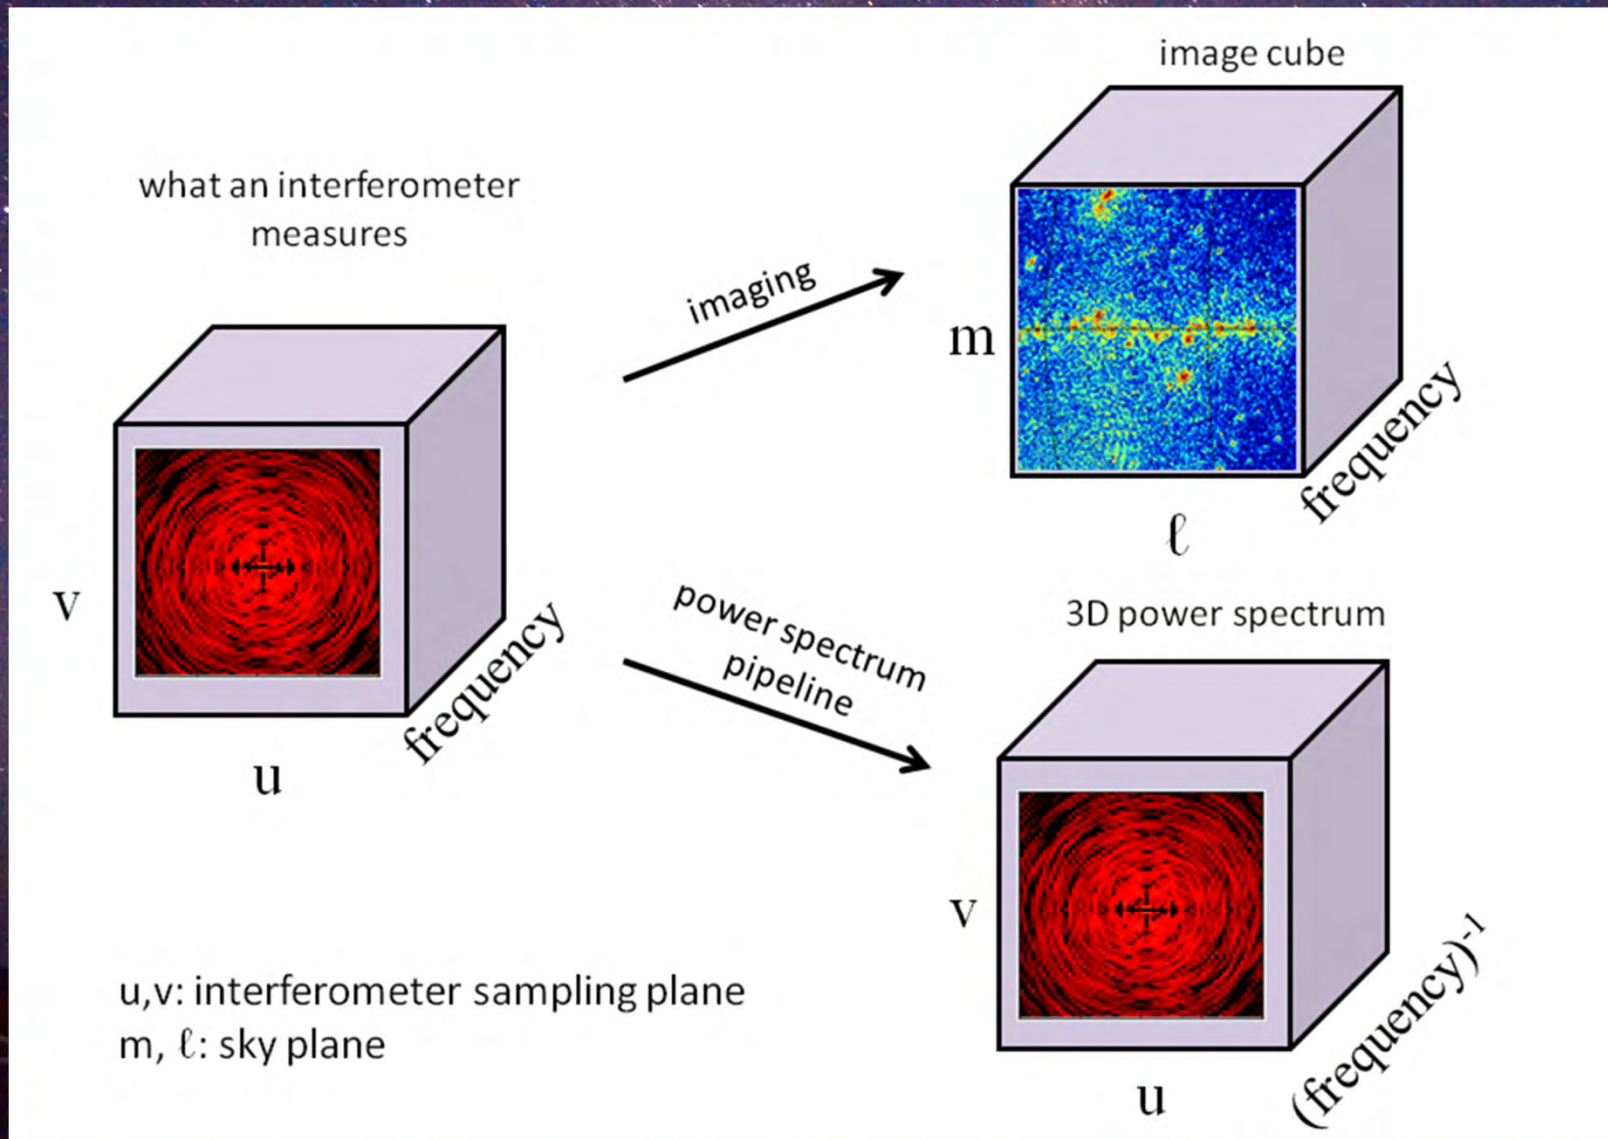 what an interferometer
measures
v
u
frequency
imaging
image cube
m
ℓ
frequency
power spectrum
pipeline
3D power spectrum
v
u
(frequency)⁻¹
u,v: interferometer sampling plane
m, ℓ: sky plane